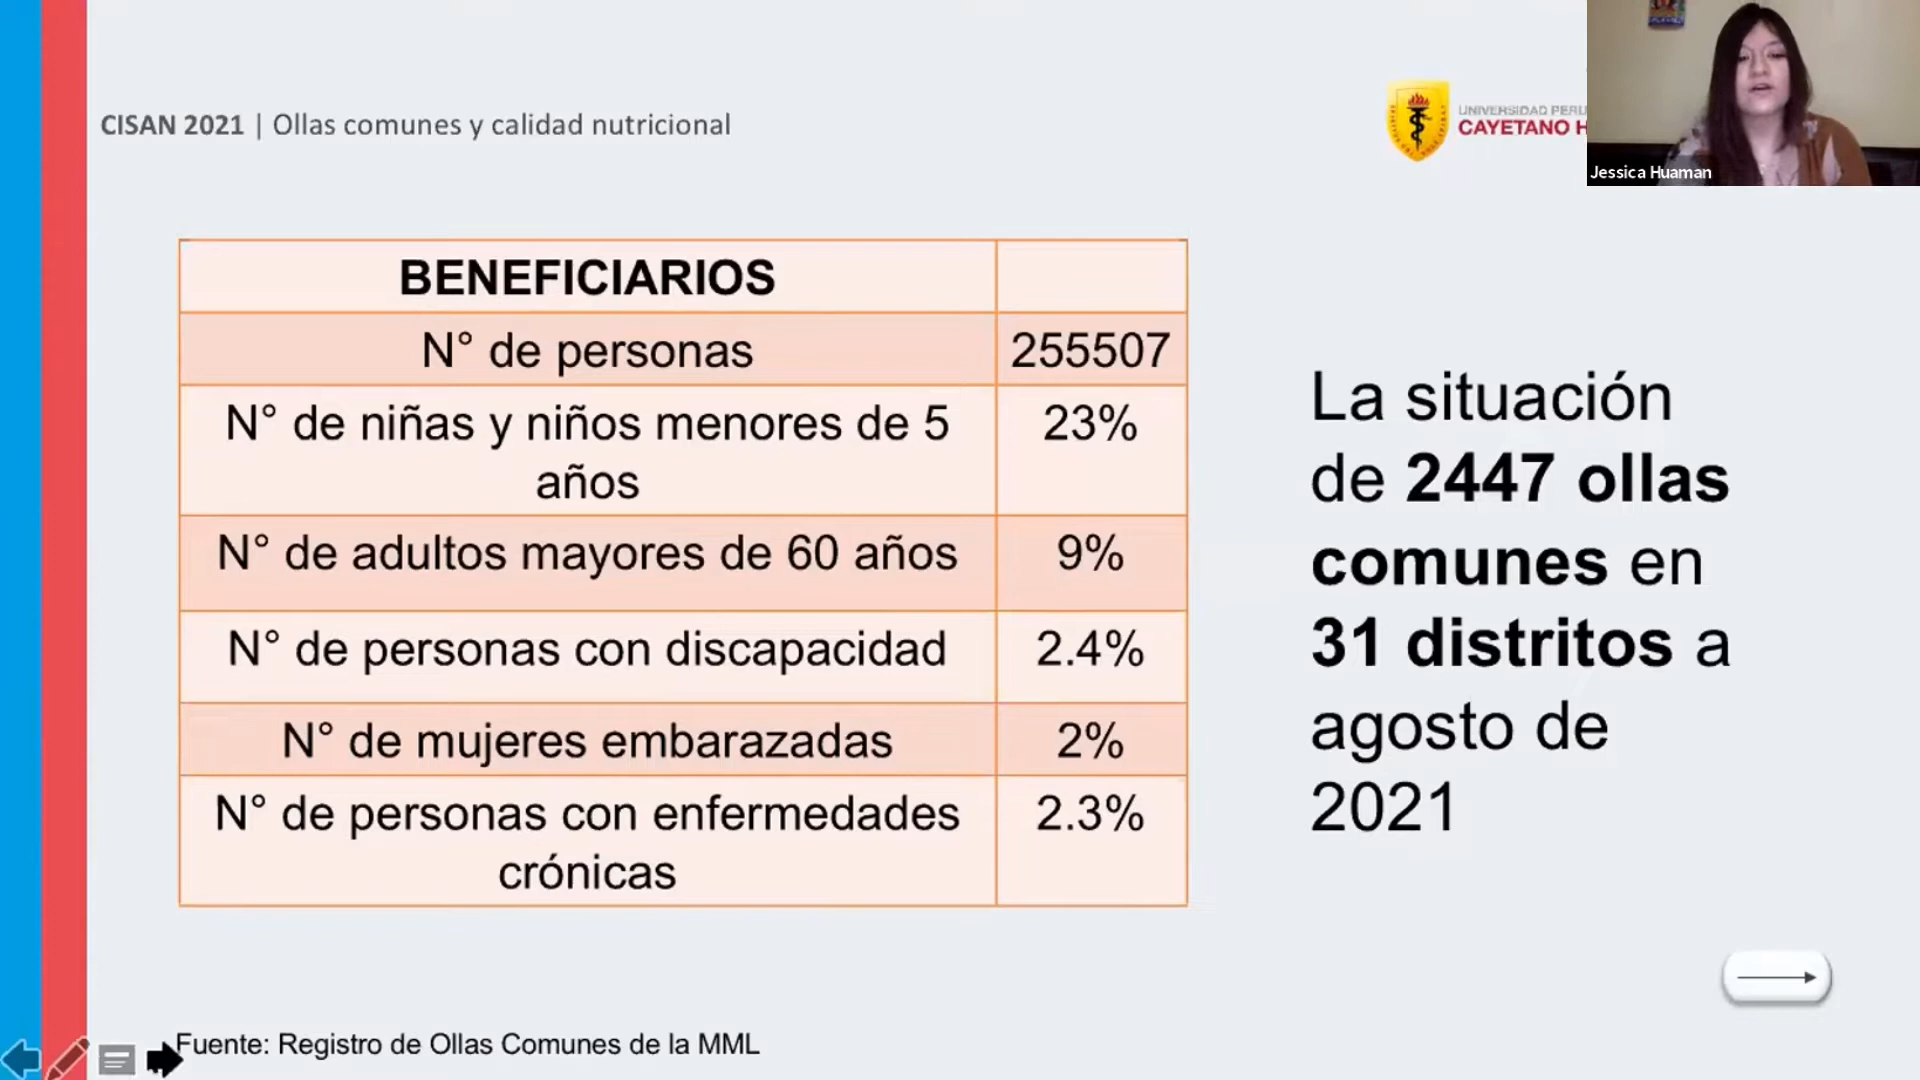 CISAN 2021 | Ollas comunes y calidad nutricional
UNIVERSIDAD PERU
CAYETANO H
Jessica Huaman
BENEFICIARIOS
N° de personas 255507
N° de niñas y niños menores de 5 23%
años
N° de adultos mayores de 60 años 9%
N° de personas con discapacidad 2.4%
N° de mujeres embarazadas 2%
N° de personas con enfermedades 2.3%
crónicas
La situación
de 2447 ollas
comunes en
31 distritos a
agosto de
2021
Fuente: Registro de Ollas Comunes de la MML